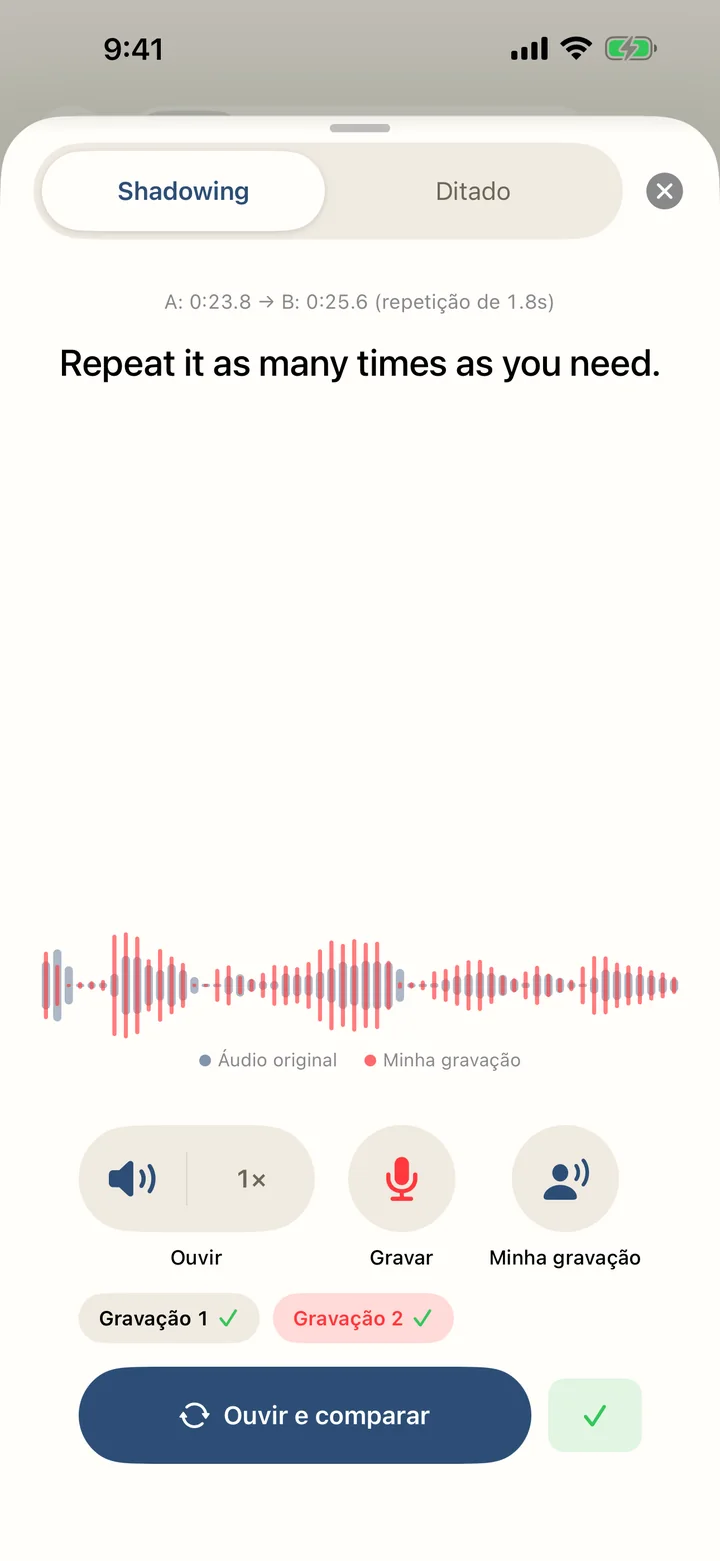 9:41
Shadowing
Ditado
A: 0:23.8 → B: 0:25.6 (repetição de 1.8s)
Repeat it as many times as you need.
Áudio original
Minha gravação
1×
Ouvir
Gravar
Minha gravação
Gravação 1
Gravação 2
Ouvir e comparar